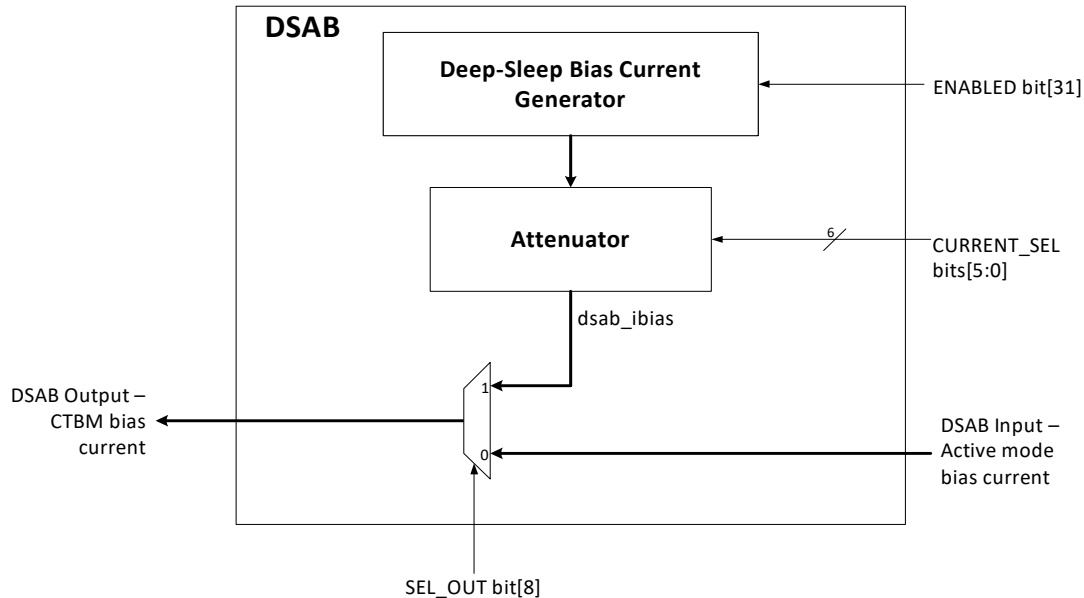 DSAB
Deep-Sleep Bias Current
Generator
ENABLED bit[31]
Attenuator
6
CURRENT_SEL
bits[5:0]
dsab_ibias
1
DSAB Output –
CTBM bias
current
0
DSAB Input –
Active mode
bias current
SEL_OUT bit[8]